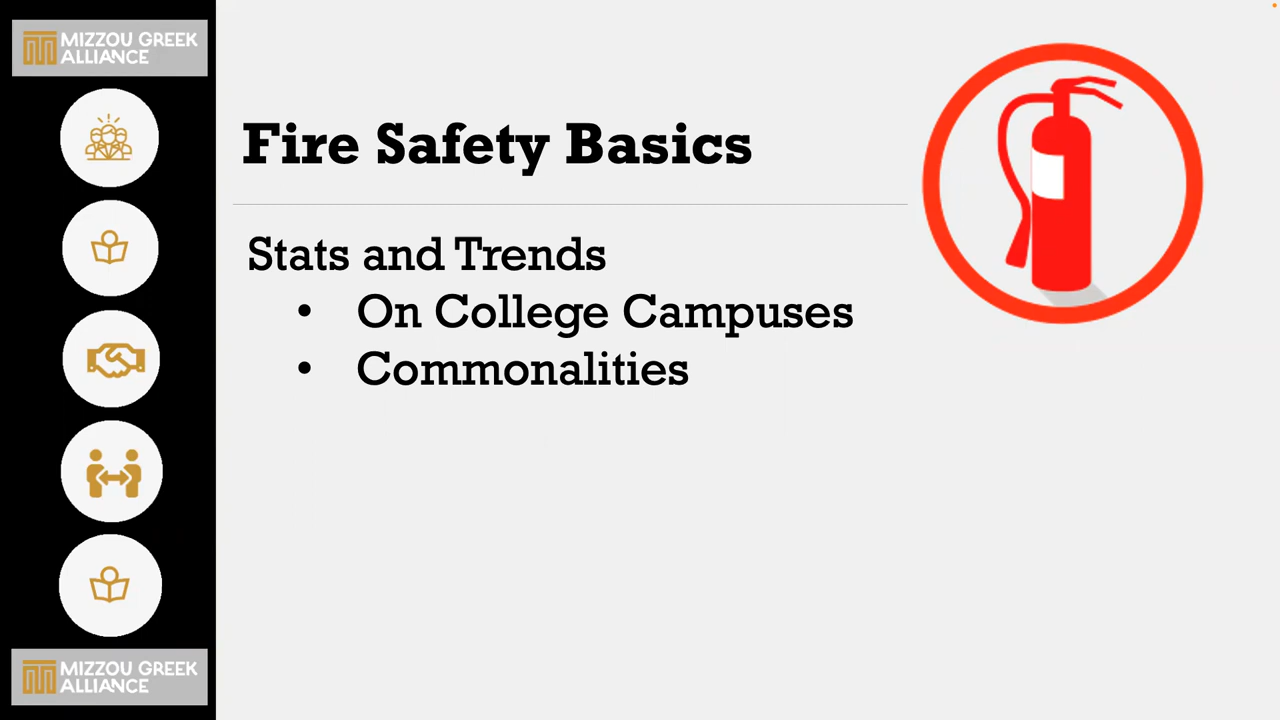 MIZZOU GREEK
ALLIANCE
Fire Safety Basics
Stats and Trends
• On College Campuses
• Commonalities
MIZZOU GREEK
ALLIANCE